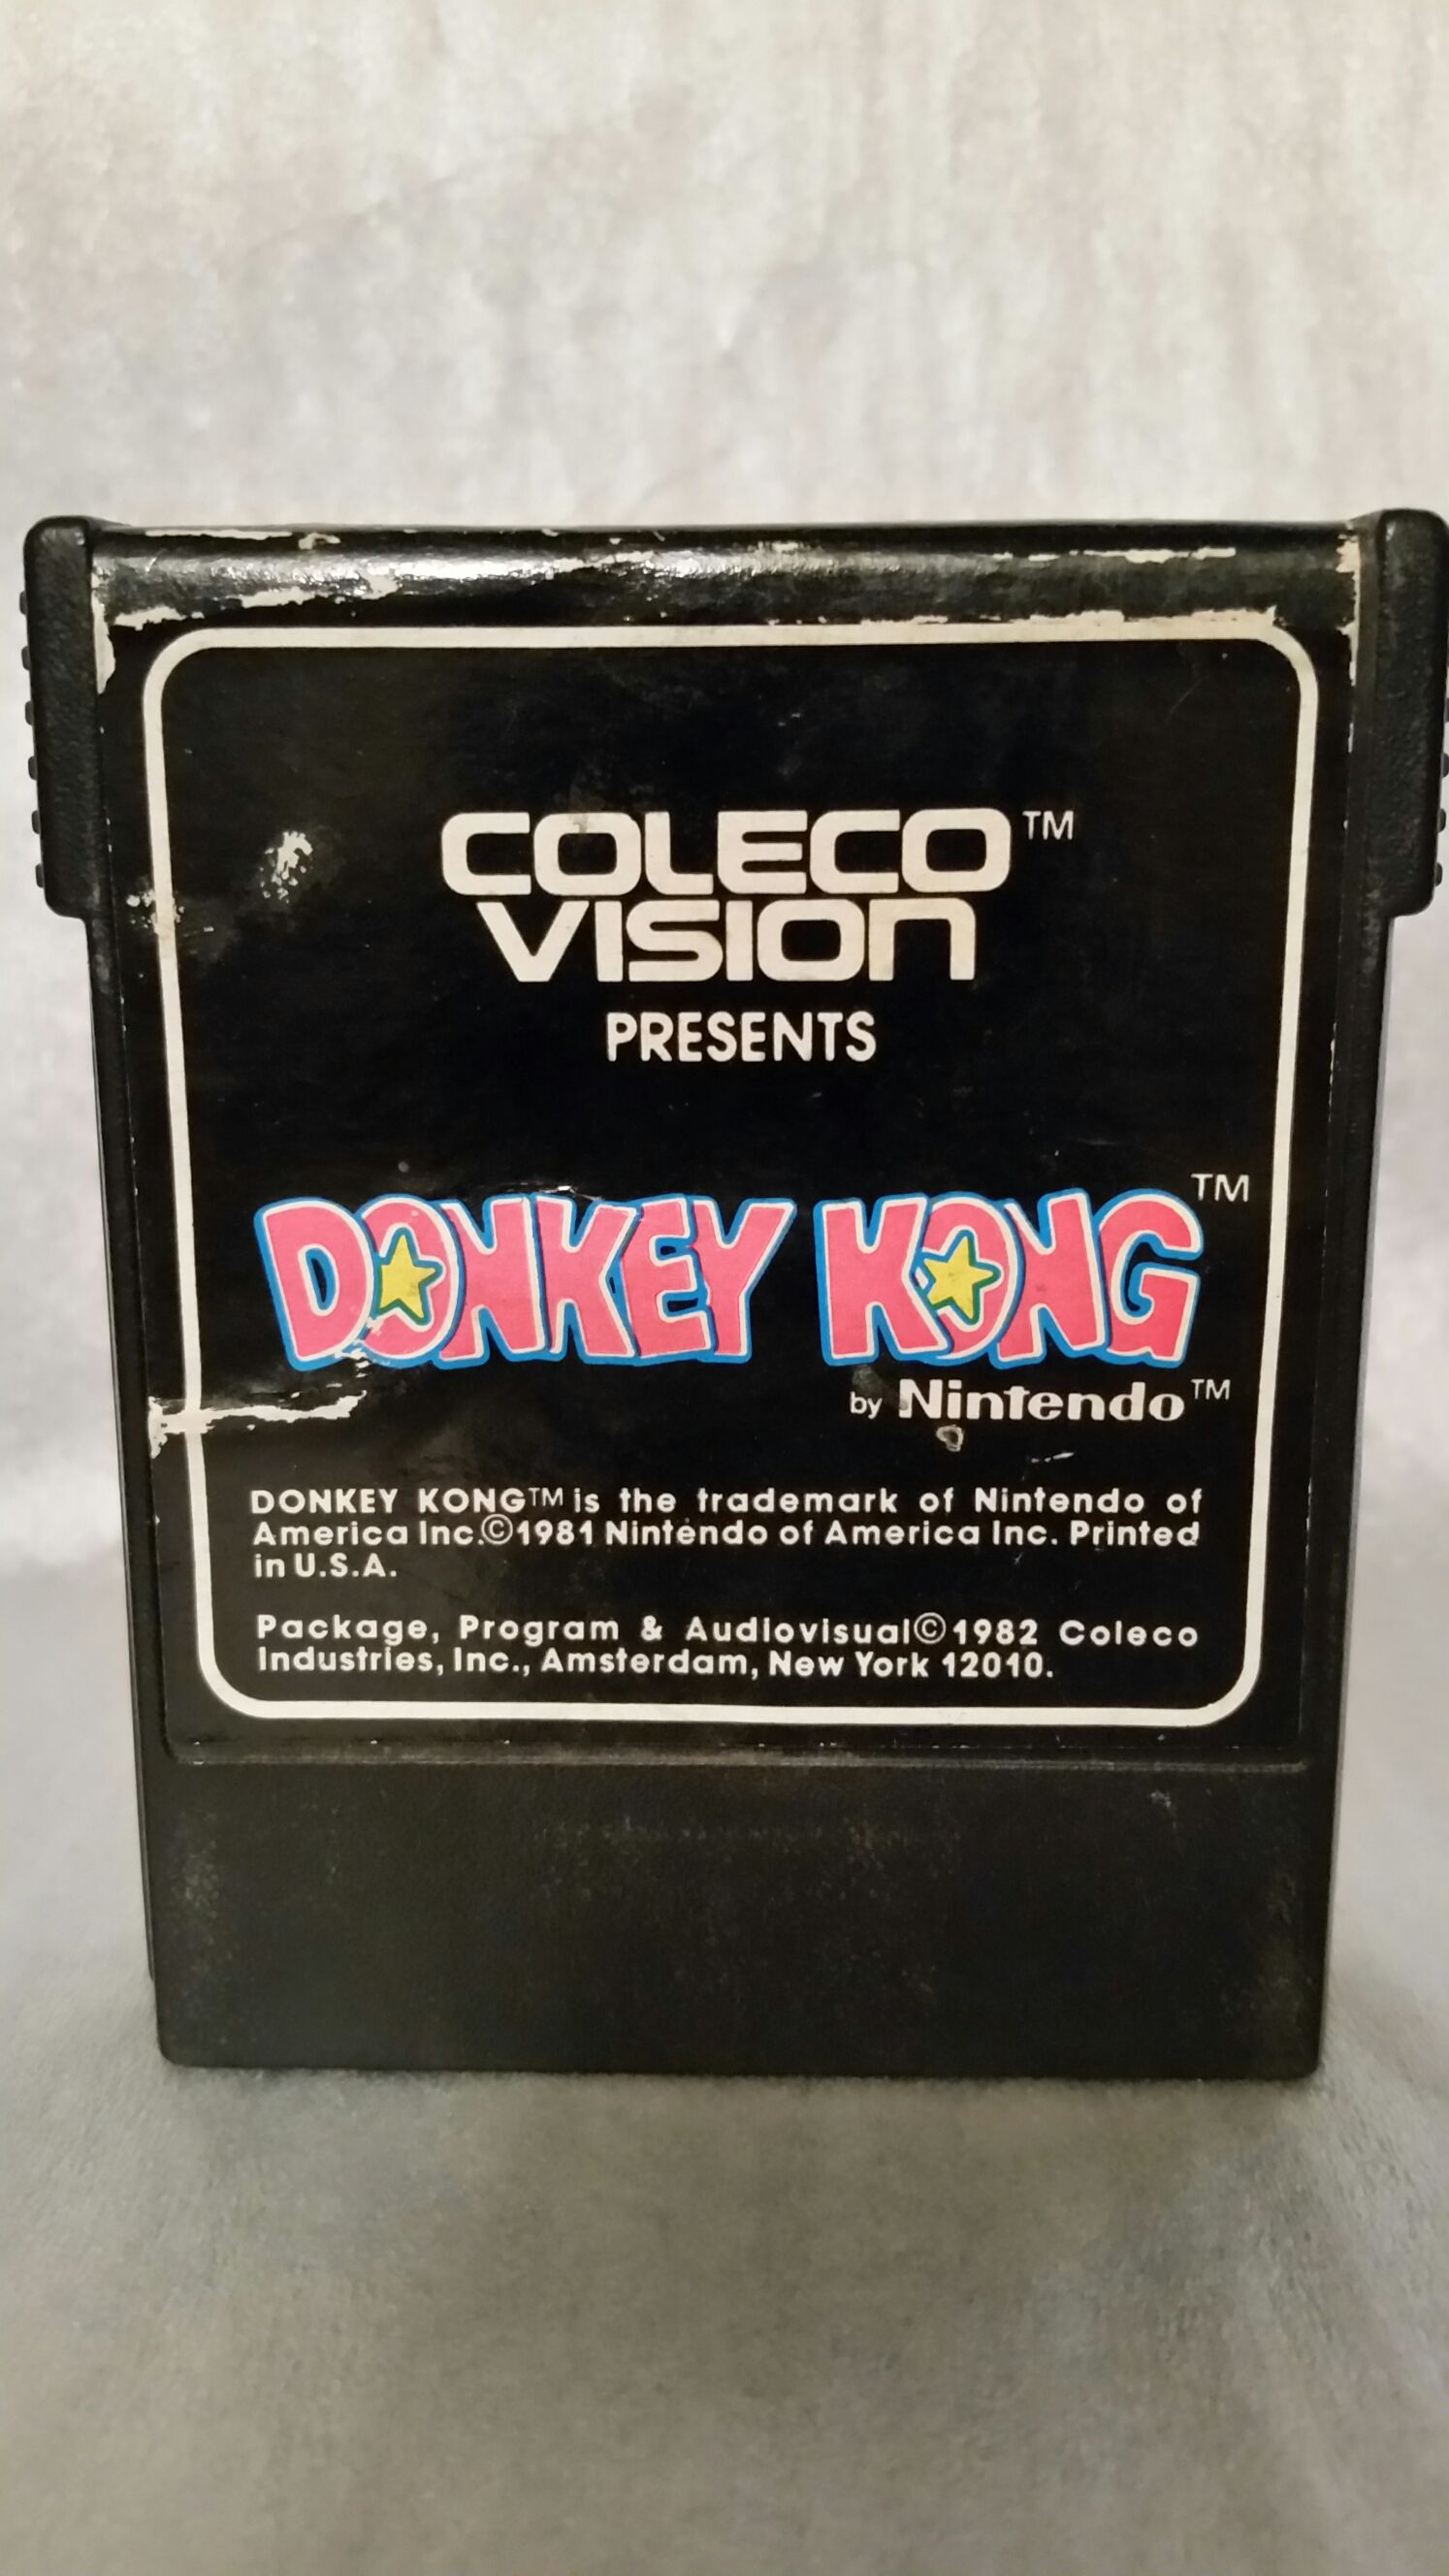 COLECO™
VISION
PRESENTS
DONKEY KONG™
by Nintendo™
DONKEY KONG™ is the trademark of Nintendo of
America Inc.©1981 Nintendo of America Inc. Printed
in U.S.A.
Package, Program & Audiovisual©1982 Coleco
Industries, Inc., Amsterdam, New York 12010.